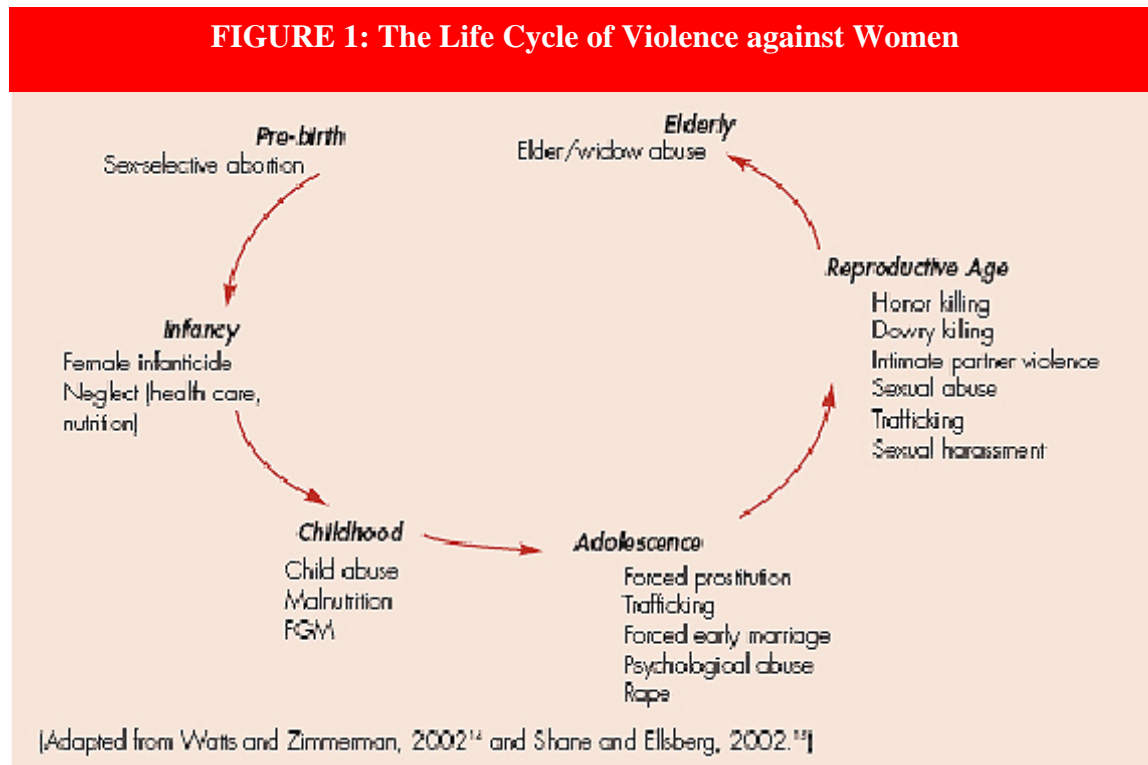 FIGURE 1: The Life Cycle of Violence against Women
Pre-birth
Sex-selective abortion
Infancy
Female infanticide
Neglect (health care,
nutrition)
Childhood
Child abuse
Malnutrition
FGM
Adolescence
Forced prostitution
Trafficking
Forced early marriage
Psychological abuse
Rape
Reproductive Age
Honor killing
Dowry killing
Intimate partner violence
Sexual abuse
Trafficking
Sexual harassment
Elderly
Elder/widow abuse
(Adapted from Watts and Zimmerman, 2002 and Shane and Ellsberg, 2002.)